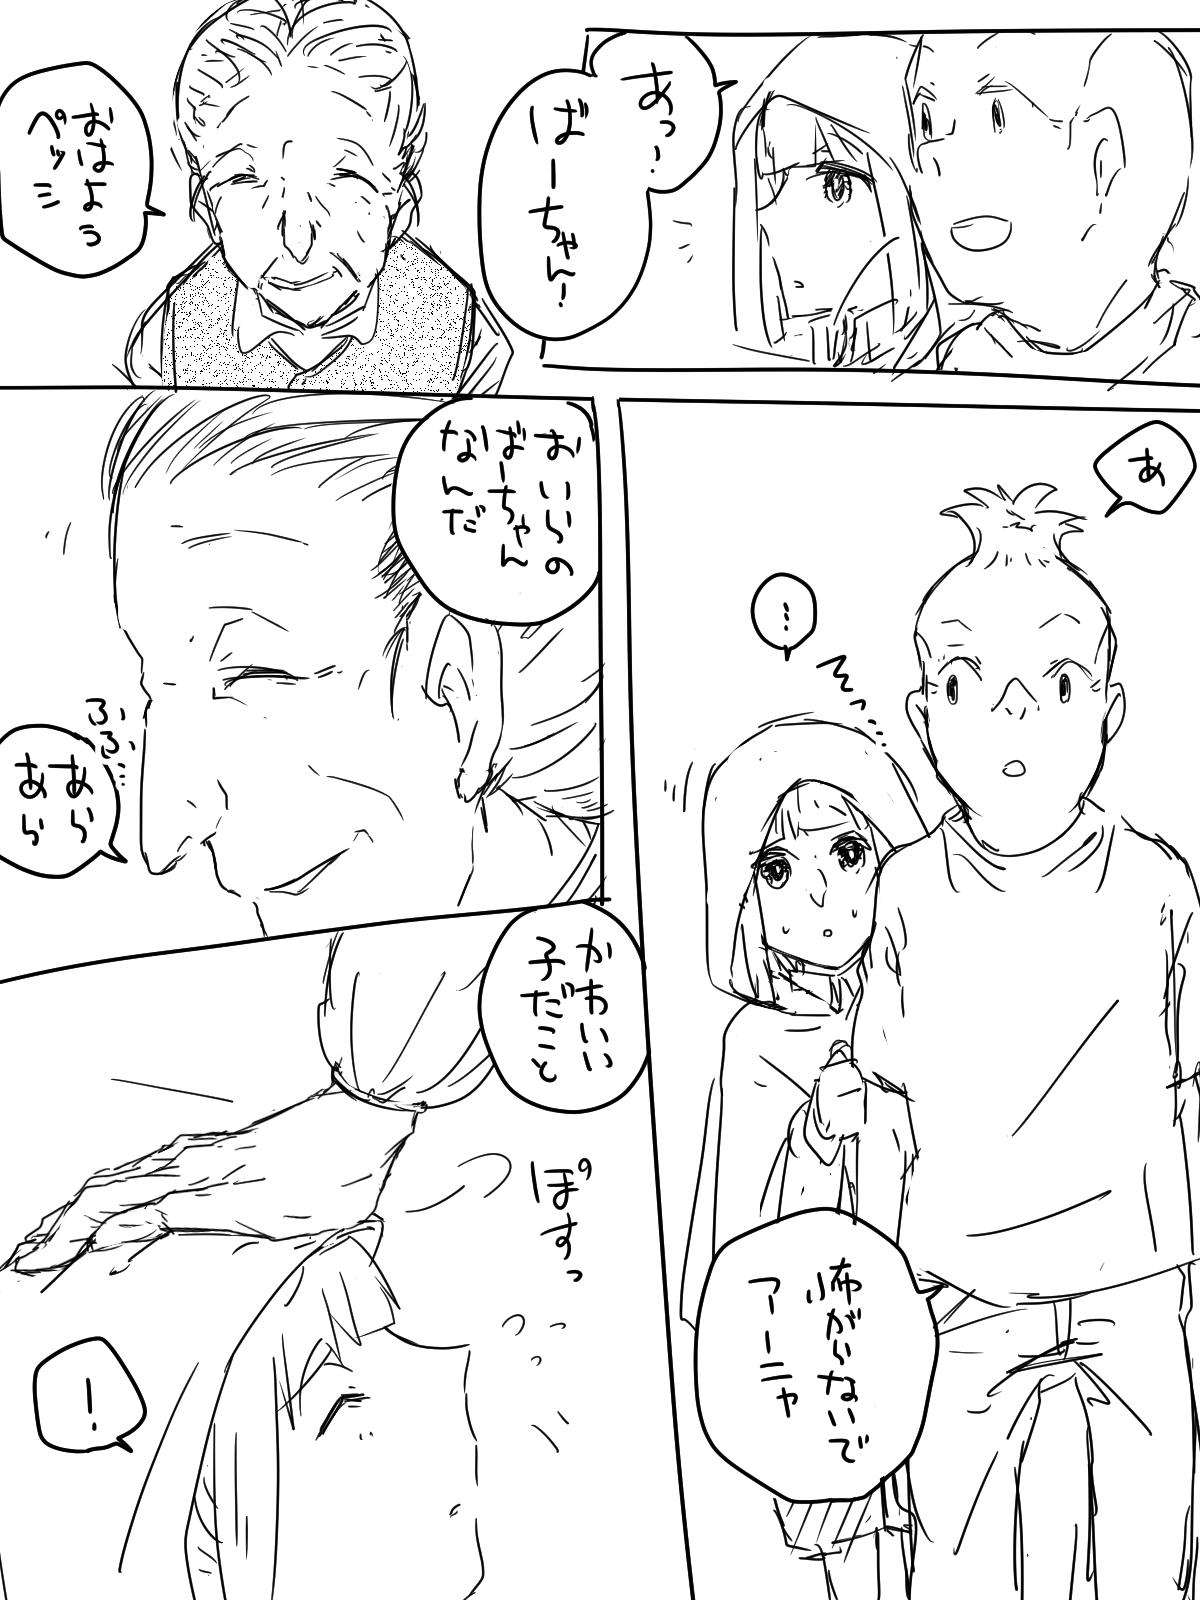 あっ!
ばーちゃん!
おはよう
ペッシ
あ
…
怖がらないで
アーニャ
おいらの
ばーちゃん
なんだ
ふふ…
あら
あら
かわいい
子だこと
ぽすっ
!